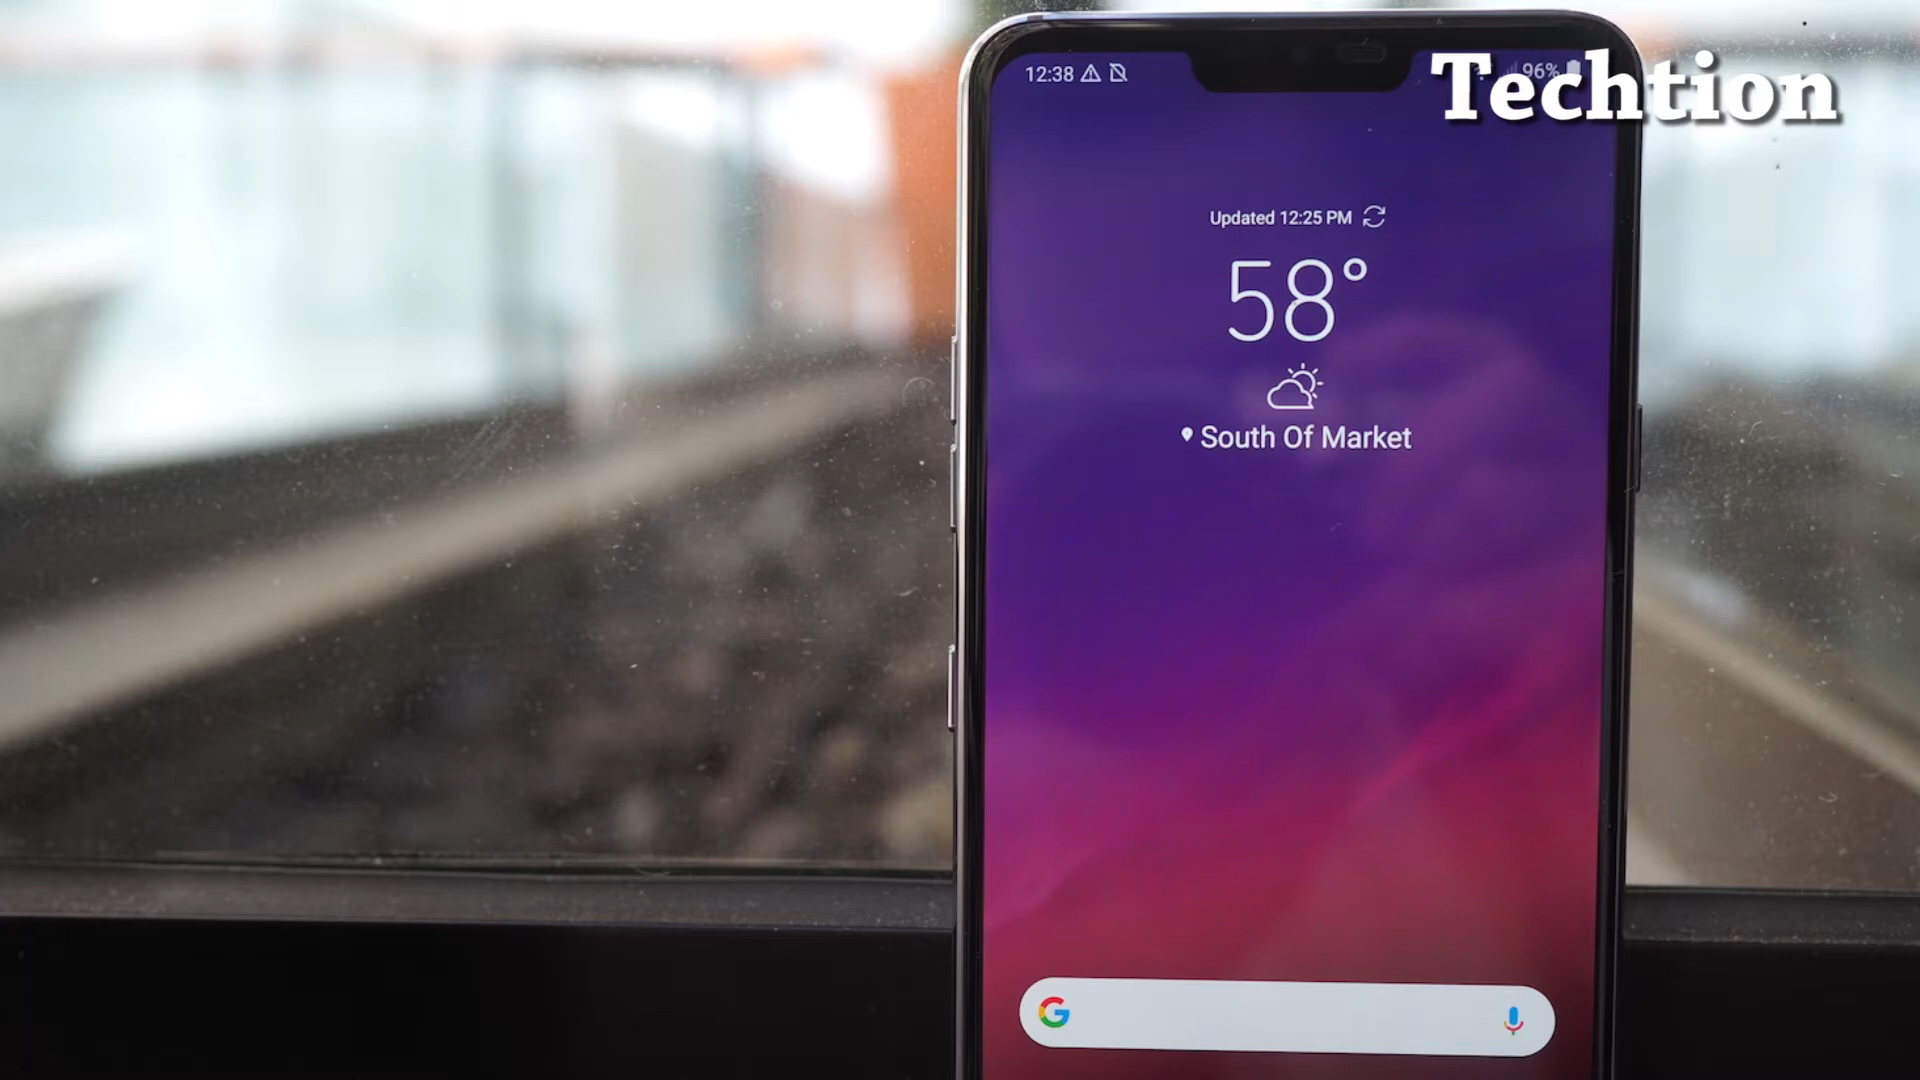 12:38
96%
Techtion
Updated 12:25 PM
58°
South Of Market
G